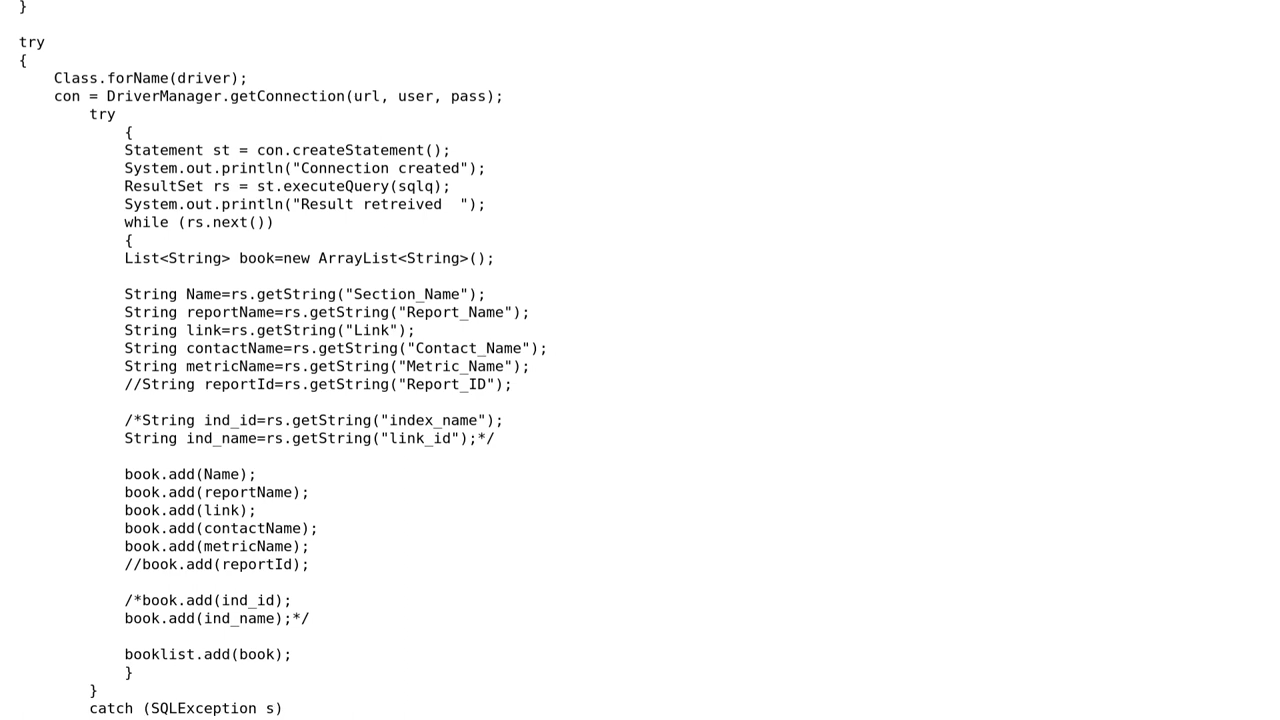 }
try
{
    Class.forName(driver);
    con = DriverManager.getConnection(url, user, pass);
        try
            {
            Statement st = con.createStatement();
            System.out.println("Connection created");
            ResultSet rs = st.executeQuery(sqlq);
            System.out.println("Result retreived  ");
            while (rs.next())
            {
            List<String> book=new ArrayList<String>();

            String Name=rs.getString("Section_Name");
            String reportName=rs.getString("Report_Name");
            String link=rs.getString("Link");
            String contactName=rs.getString("Contact_Name");
            String metricName=rs.getString("Metric_Name");
            //String reportId=rs.getString("Report_ID");

            /*String ind_id=rs.getString("index_name");
            String ind_name=rs.getString("link_id");*/

            book.add(Name);
            book.add(reportName);
            book.add(link);
            book.add(contactName);
            book.add(metricName);
            //book.add(reportId);

            /*book.add(ind_id);
            book.add(ind_name);*/

            booklist.add(book);
            }
        }
        catch (SQLException s)